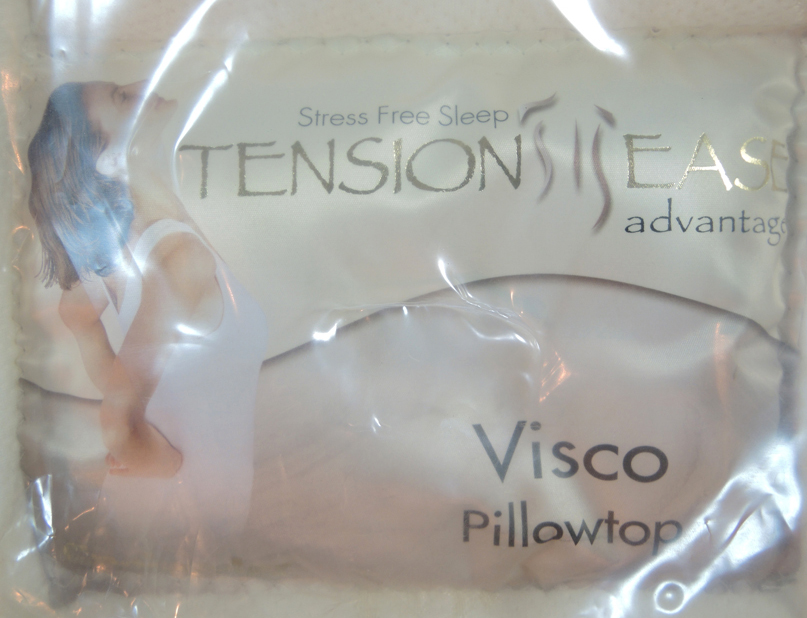 Stress Free Sleep
TENSION EASE
advantage
Visco
Pillowtop